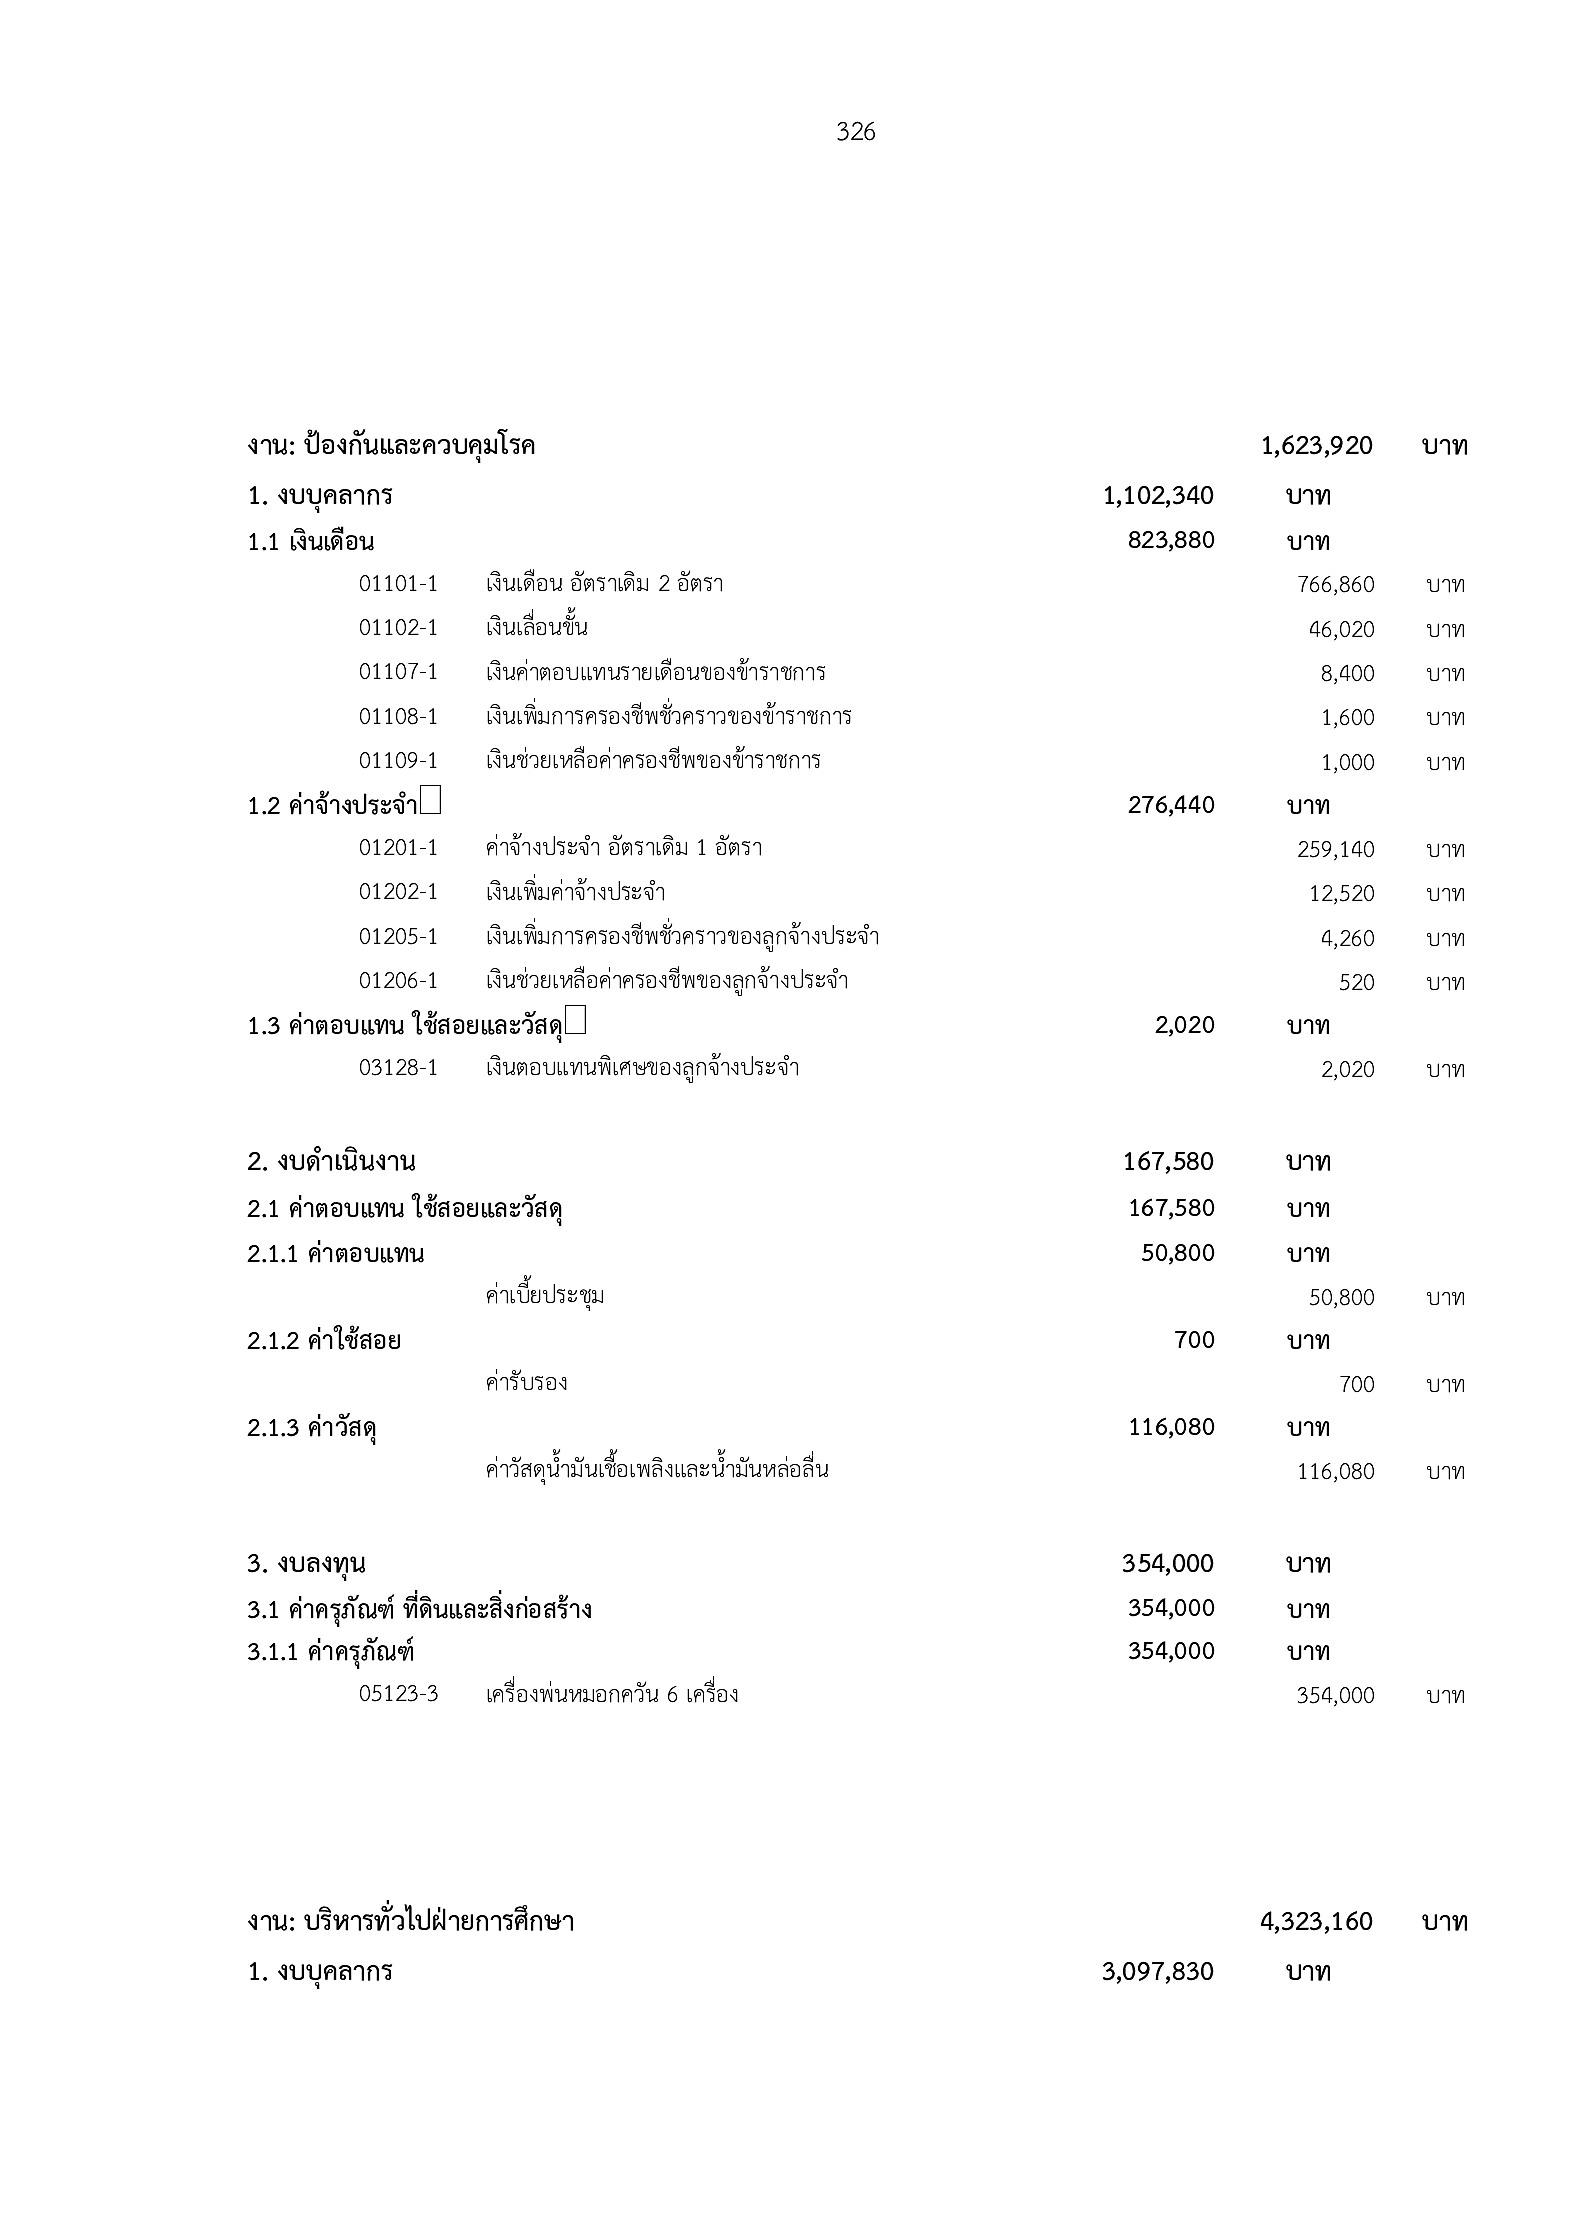 326
งาน: ป้องกันและควบคุมโรค 1,623,920 บาท
1. งบบุคลากร 1,102,340 บาท
1.1 เงินเดือน 823,880 บาท
01101-1 เงินเดือน อัตราเดิม 2 อัตรา 766,860 บาท
01102-1 เงินเลื่อนขั้น 46,020 บาท
01107-1 เงินค่าตอบแทนรายเดือนของข้าราชการ 8,400 บาท
01108-1 เงินเพิ่มการครองชีพชั่วคราวของข้าราชการ 1,600 บาท
01109-1 เงินช่วยเหลือค่าครองชีพของข้าราชการ 1,000 บาท
1.2 ค่าจ้างประจำ 276,440 บาท
01201-1 ค่าจ้างประจำ อัตราเดิม 1 อัตรา 259,140 บาท
01202-1 เงินเพิ่มค่าจ้างประจำ 12,520 บาท
01205-1 เงินเพิ่มการครองชีพชั่วคราวของลูกจ้างประจำ 4,260 บาท
01206-1 เงินช่วยเหลือค่าครองชีพของลูกจ้างประจำ 520 บาท
1.3 ค่าตอบแทน ใช้สอยและวัสดุ 2,020 บาท
03128-1 เงินตอบแทนพิเศษของลูกจ้างประจำ 2,020 บาท
2. งบดำเนินงาน 167,580 บาท
2.1 ค่าตอบแทน ใช้สอยและวัสดุ 167,580 บาท
2.1.1 ค่าตอบแทน 50,800 บาท
ค่าเบี้ยประชุม 50,800 บาท
2.1.2 ค่าใช้สอย 700 บาท
ค่ารับรอง 700 บาท
2.1.3 ค่าวัสดุ 116,080 บาท
ค่าวัสดุน้ำมันเชื้อเพลิงและน้ำมันหล่อลื่น 116,080 บาท
3. งบลงทุน 354,000 บาท
3.1 ค่าครุภัณฑ์ ที่ดินและสิ่งก่อสร้าง 354,000 บาท
3.1.1 ค่าครุภัณฑ์ 354,000 บาท
05123-3 เครื่องพ่นหมอกควัน 6 เครื่อง 354,000 บาท
งาน: บริหารทั่วไปฝ่ายการศึกษา 4,323,160 บาท
1. งบบุคลากร 3,097,830 บาท